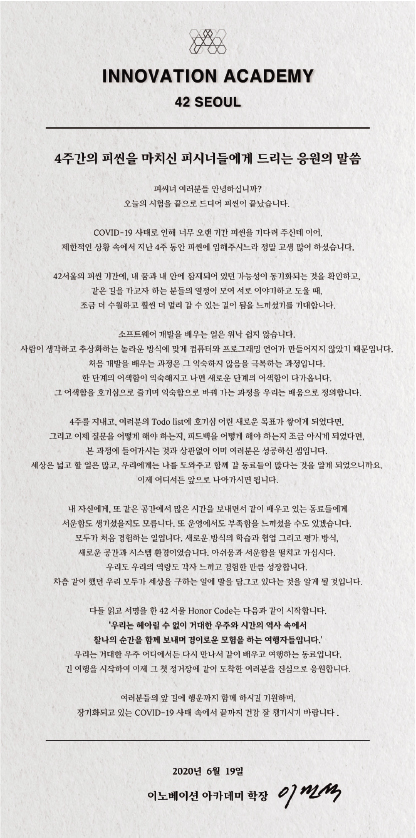 INNOVATION ACADEMY
42 SEOUL
4주간의 피씬을 마치신 피시너들에게 드리는 응원의 말씀
피씨너 여러분들 안녕하십니까?
오늘의 시험을 끝으로 드디어 피씬이 끝났습니다.
COVID-19 사태로 인해 너무 오랜 기간 피씬을 기다려 주신데 이어,
제한적인 상황 속에서 지난 4주 동안 피씬에 임해주시느라 정말 고생 많이 하셨습니다.
42서울의 피씬 기간에, 내 꿈과 내 안에 잠재되어 있던 가능성이 동기화되는 것을 확인하고,
같은 길을 가고자 하는 분들의 열정이 모여 서로 이야기하고 도울 때,
조금 더 수월하고 훨씬 더 멀리 갈 수 있는 길이 됨을 느끼셨기를 기대합니다.
소프트웨어 개발을 배우는 일은 워낙 쉽지 않습니다.
사람이 생각하고 추상화하는 놀라운 방식에 맞게 컴퓨터와 프로그래밍 언어가 만들어지지 않았기 때문입니다.
처음 개발을 배우는 과정은 그 익숙하지 않음을 극복하는 과정입니다.
한 단계의 어색함이 익숙해지고 나면 새로운 단계의 어색함이 다가옵니다.
그 어색함을 호기심으로 즐기며 익숙함으로 바꿔 가는 과정을 우리는 배움으로 정의합니다.
4주를 지내고, 여러분의 Todo list에 호기심 어린 새로운 목표가 쌓이게 되었다면,
그리고 이제 질문을 어떻게 해야 하는지, 피드백을 어떻게 해야 하는지 조금 아시게 되었다면,
본 과정에 들어가시는 것과 상관없이 이미 여러분은 성공하신 셈입니다.
세상은 넓고 할 일은 많고, 우리에게는 나를 도와주고 함께 갈 동료들이 많다는 것을 알게 되었으니까요.
이제 어디서든 앞으로 나아가시면 됩니다.
내 자신에게, 또 같은 공간에서 많은 시간을 보내면서 같이 배우고 있는 동료들에게
서운함도 생기셨을지도 모릅니다. 또 운영에서도 부족함을 느끼셨을 수도 있겠습니다.
모두가 처음 경험하는 일입니다. 새로운 방식의 학습과 협업 그리고 평가 방식,
새로운 공간과 시스템 환경이었습니다. 아쉬움과 서운함을 떨치고 가십시다.
우리도 우리의 역량도 각자 느끼고 경험한 만큼 성장합니다.
차츰 같이 했던 우리 모두가 세상을 구하는 일에 발을 담그고 있다는 것을 알게 될 것입니다.
다들 읽고 서명을 한 42 서울 Honor Code는 다음과 같이 시작합니다.
'우리는 헤아릴 수 없이 거대한 우주와 시간의 역사 속에서
찰나의 순간을 함께 보내며 경이로운 모험을 하는 여행자들입니다.'
우리는 거대한 우주 어디에서든 다시 만나서 같이 배우고 여행하는 동료입니다.
긴 여행을 시작하여 이제 그 첫 정거장에 같이 도착한 여러분을 진심으로 응원합니다.
여러분들의 앞 길에 행운까지 함께 하시길 기원하며,
장기화되고 있는 COVID-19 사태 속에서 끝까지 건강 잘 챙기시기 바랍니다.
2020년 6월 19일
이노베이션 아카데미 학장 이민석